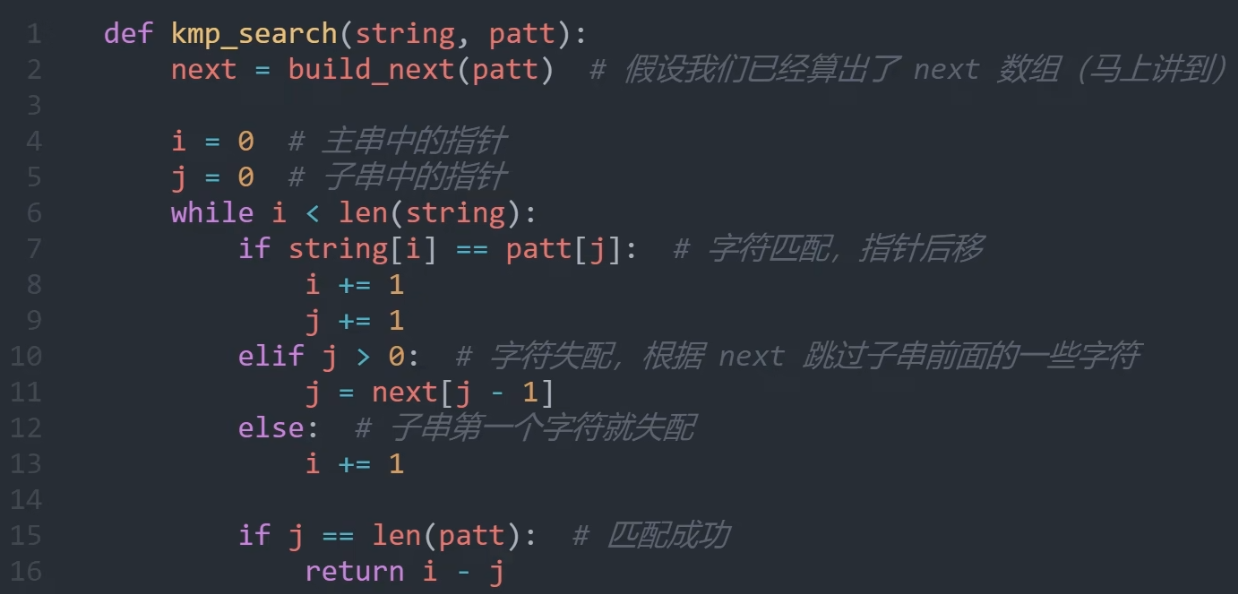 1 def kmp_search(string, patt):
2 next = build_next(patt) # 假设我们已经算出了 next 数组（马上讲到）
3
4 i = 0 # 主串中的指针
5 j = 0 # 子串中的指针
6 while i < len(string):
7 if string[i] == patt[j]: # 字符匹配，指针后移
8 i += 1
9 j += 1
10 elif j > 0: # 字符失配，根据 next 跳过子串前面的一些字符
11 j = next[j - 1]
12 else: # 子串第一个字符就失配
13 i += 1
14
15 if j == len(patt): # 匹配成功
16 return i - j